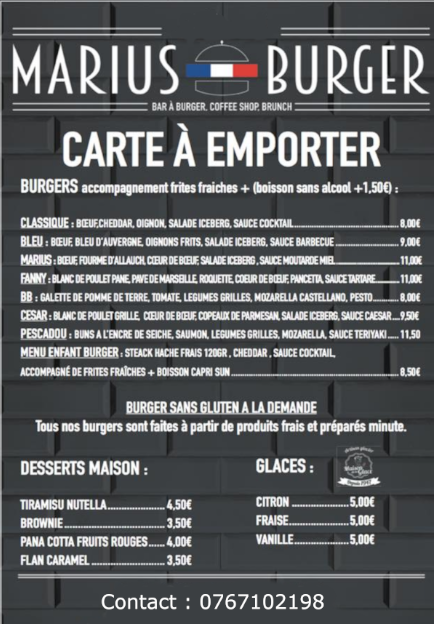 MARIUS BURGER
BAR À BURGER, COFFEE SHOP, BRUNCH
CARTE À EMPORTER
BURGERS accompagnement frites fraiches + (boisson sans alcool +1,50€) :
CLASSIQUE : BŒUF,CHEDDAR, OIGNON, SALADE ICEBERG, SAUCE COCKTAIL......8,00€
BLEU : BŒUF, BLEU D'AUVERGNE, OIGNONS FRITS, SALADE ICEBERG, SAUCE BARBECUE......9,00€
MARIUS : BŒUF, FOURME D'ALLAUCH, CŒUR DE BŒUF, SALADE ICEBERG , SAUCE MOUTARDE MIEL......11,00€
FANNY : BLANC DE POULET PANE, PAVE DE MARSEILLE, ROQUETTE, COEUR DE BŒUF, PANCETTA, SAUCE TARTARE......11,00€
BB : GALETTE DE POMME DE TERRE, TOMATE, LEGUMES GRILLES, MOZARELLA CASTELLANO, PESTO......8,00€
CESAR : BLANC DE POULET GRILLE, CŒUR DE BŒUF, COPEAUX DE PARMESAN, SALADE ICEBERG, SAUCE CAESAR...9,50€
PESCADOU : BUNS A L'ENCRE DE SEICHE, SAUMON, LEGUMES GRILLES, MOZARELLA, SAUCE TERIYAKI.....11,50
MENU ENFANT BURGER : STEACK HACHE FRAIS 120GR , CHEDDAR , SAUCE COCKTAIL,
ACCOMPAGNÉ DE FRITES FRAÎCHES + BOISSON CAPRI SUN......8,50€
BURGER SANS GLUTEN A LA DEMANDE
Tous nos burgers sont faites à partir de produits frais et préparés minute.
DESSERTS MAISON :
TIRAMISU NUTELLA......4,50€
BROWNIE......3,50€
PANA COTTA FRUITS ROUGES......4,00€
FLAN CARAMEL......3,50€
GLACES :
CITRON......5,00€
FRAISE......5,00€
VANILLE......5,00€
Contact : 0767102198